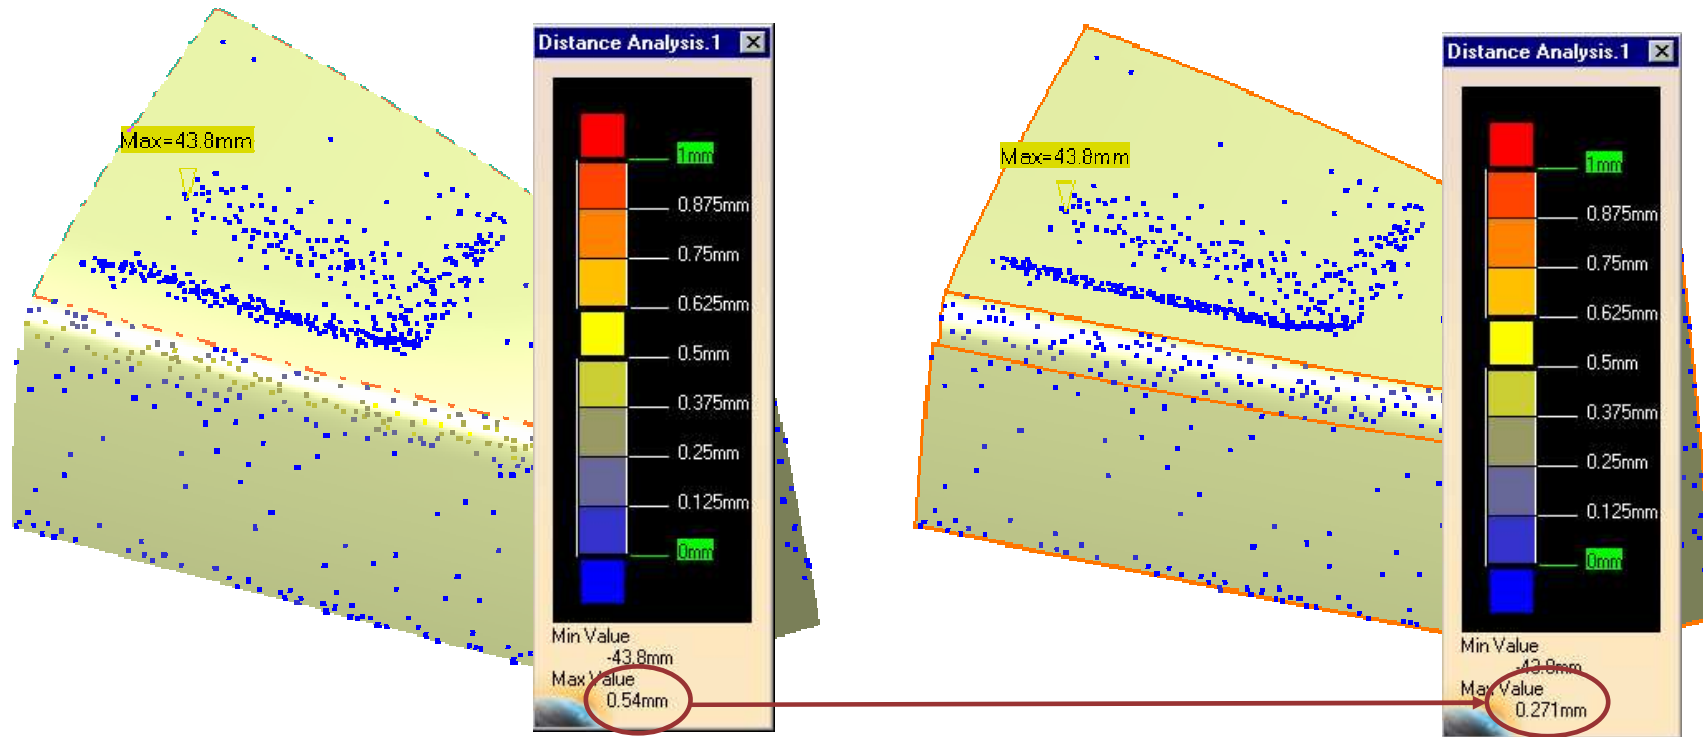 Distance Analysis.1
Max=43.8mm
1mm
0.875mm
0.75mm
0.625mm
0.5mm
0.375mm
0.25mm
0.125mm
0mm
Min Value
-43.8mm
Max Value
0.54mm
Distance Analysis.1
Max=43.8mm
1mm
0.875mm
0.75mm
0.625mm
0.5mm
0.375mm
0.25mm
0.125mm
0mm
Min Value
-43.8mm
Max Value
0.271mm